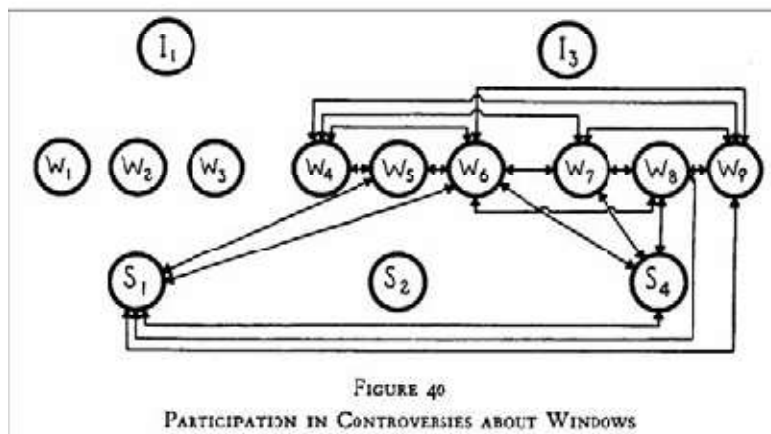 I1 I3
W1 W2 W3 W4 W5 W6 W7 W8 W9
S1 S2 S4
FIGURE 40
PARTICIPATION IN CONTROVERSIES ABOUT WINDOWS